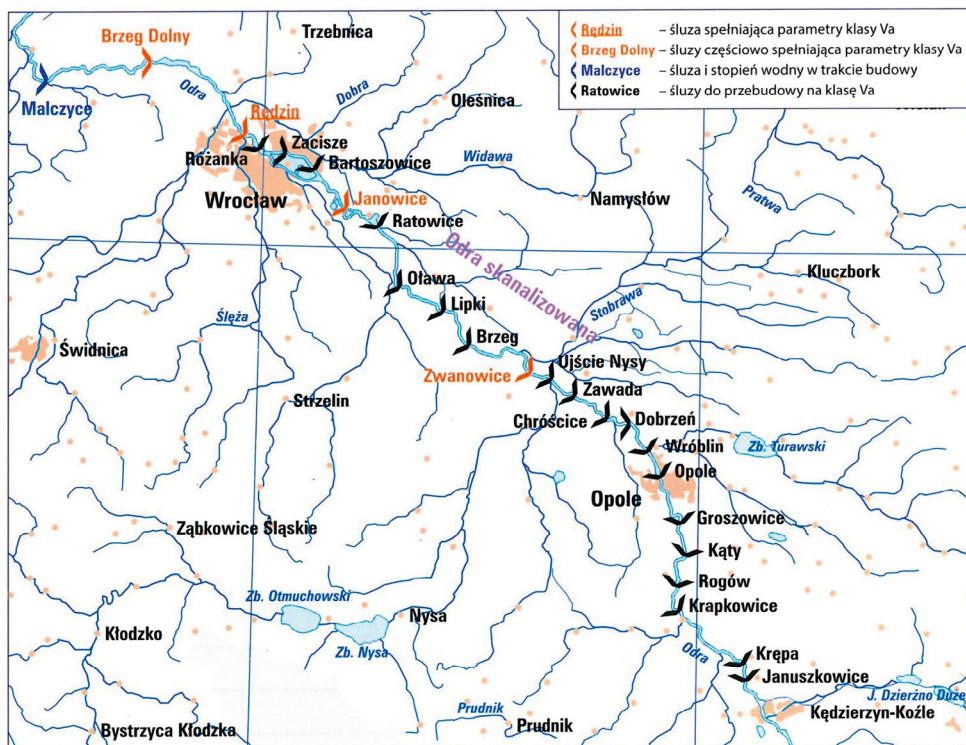 Rędzin – śluza spełniająca parametry klasy Va
Brzeg Dolny – śluzy częściowo spełniająca parametry klasy Va
Malczyce – śluza i stopień wodny w trakcie budowy
Ratowice – śluzy do przebudowy na klasę Va
Trzebnica
Brzeg Dolny
Odra
Malczyce
Dobra
Oleśnica
Rędzin
Zacisze
Różanka
Bartoszowice
Widawa
Wrocław
Janowice
Namysłów
Pratwa
Ratowice
Odra skanalizowana
Kluczbork
Oława
Lipki
Stobrawa
Ślęża
Brzeg
Świdnica
Ujście Nysy
Zwanowice
Zawada
Strzelin
Chróścice
Dobrzeń
Wróblin
Zb. Turawski
Opole
Opole
Groszowice
Ząbkowice Śląskie
Kąty
Rogów
Zb. Otmuchowski
Krapkowice
Nysa
Kłodzko
Zb. Nysa
Odra
Krępa
Januszkowice
J. Dzierżno Duże
Prudnik
Kędzierzyn-Koźle
Prudnik
Bystrzyca Kłodzka